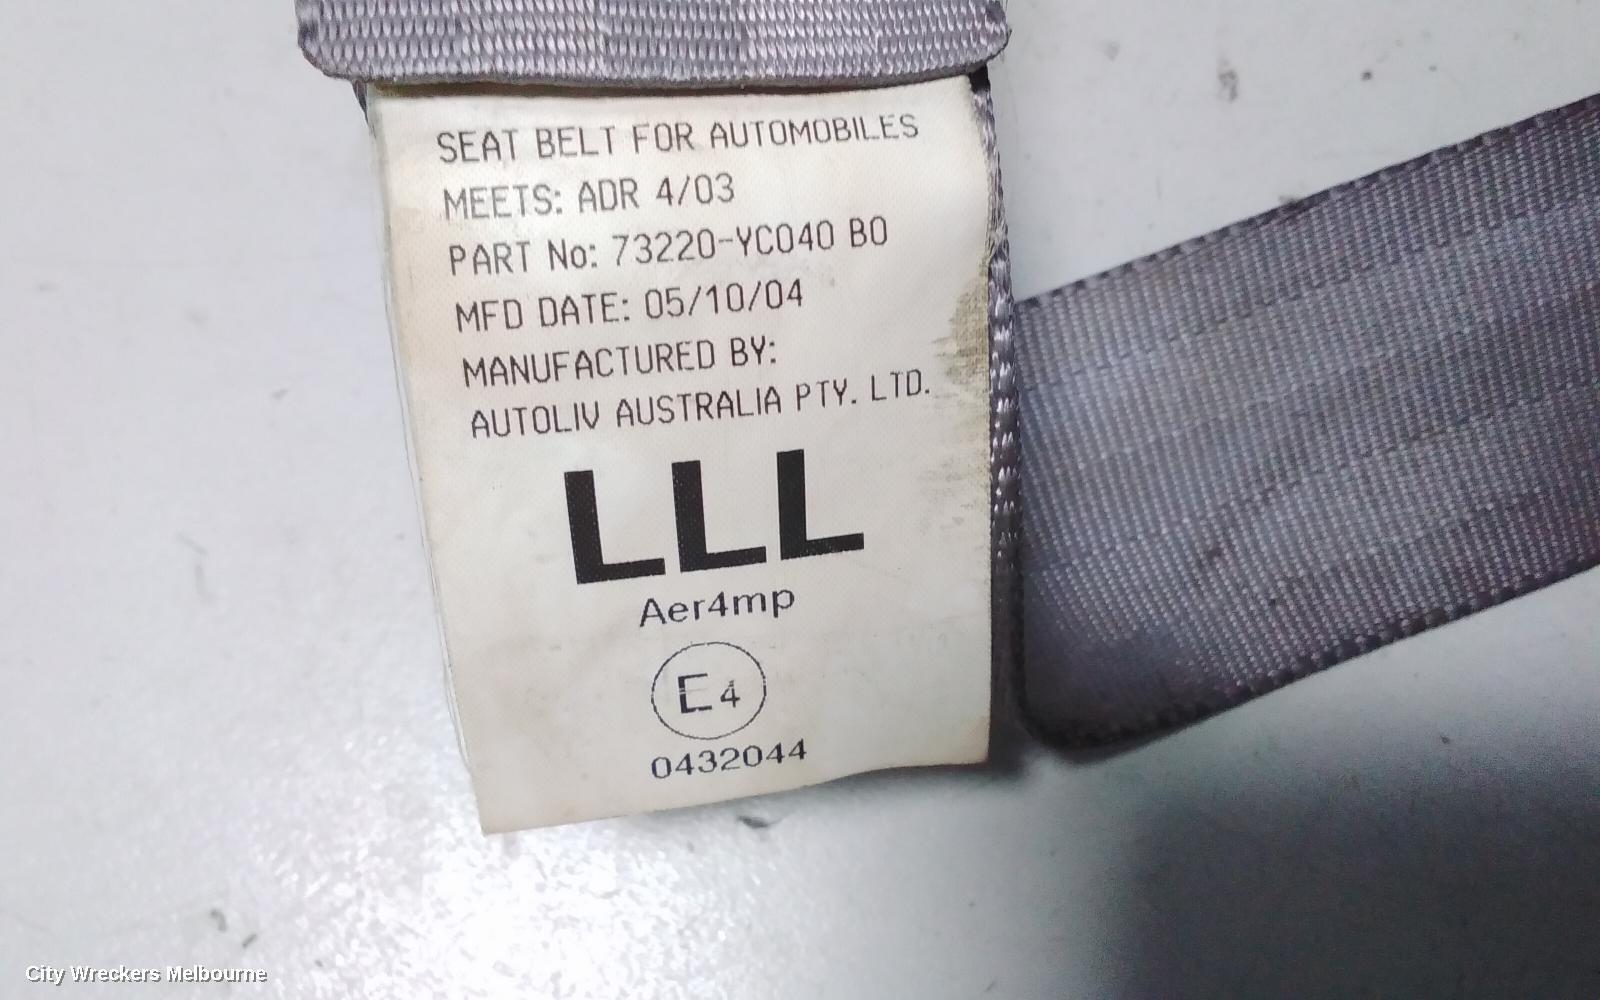 SEAT BELT FOR AUTOMOBILES
MEETS: ADR 4/03
PART No: 73220-YC040 B0
MFD DATE: 05/10/04
MANUFACTURED BY:
AUTOLIV AUSTRALIA PTY. LTD.
LLL
Aer4mp
E4
0432044
City Wreckers Melbourne